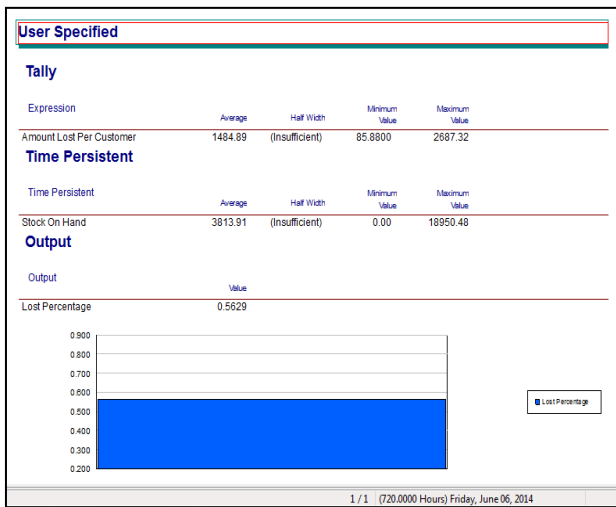 User Specified
Tally
Expression Average Half Width Minimum Value Maximum Value
Amount Lost Per Customer 1484.89 (Insufficient) 85.8800 2687.32
Time Persistent
Time Persistent Average Half Width Minimum Value Maximum Value
Stock On Hand 3813.91 (Insufficient) 0.00 18950.48
Output
Output Value
Lost Percentage 0.5629
0.900
0.800
0.700
0.600
0.500
0.400
0.300
0.200
Lost Percentage
1 / 1 (720.0000 Hours) Friday, June 06, 2014